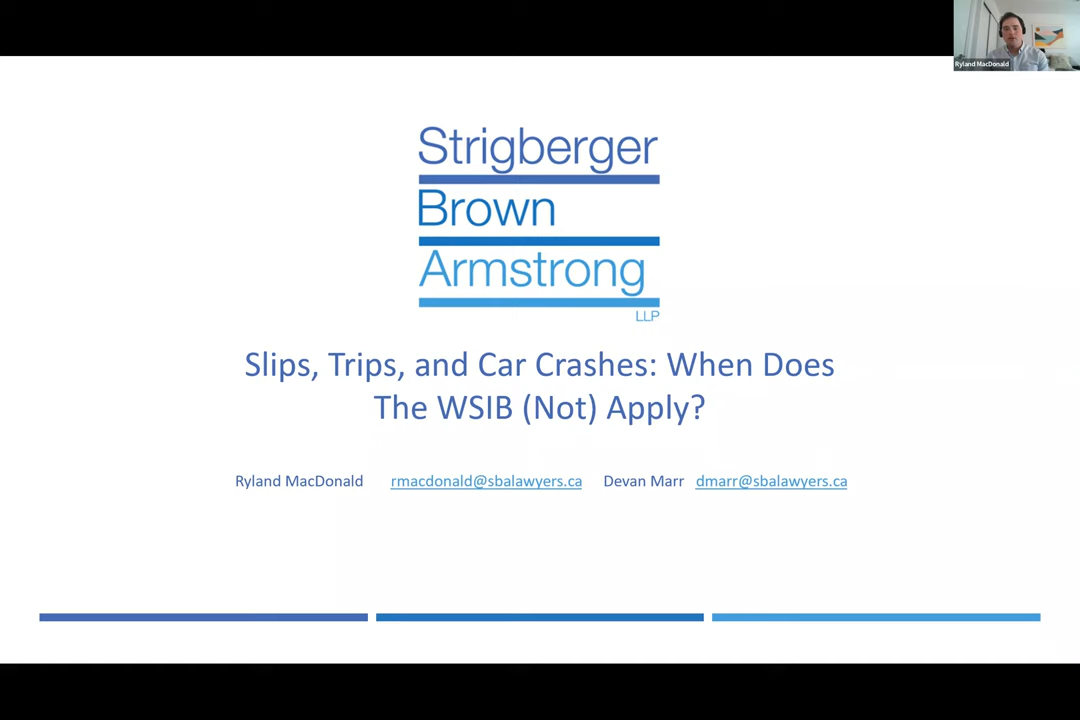 Ryland MacDonald
Strigberger
Brown
Armstrong
LLP
Slips, Trips, and Car Crashes: When Does
The WSIB (Not) Apply?
Ryland MacDonald rmacdonald@sbalawyers.ca Devan Marr dmarr@sbalawyers.ca